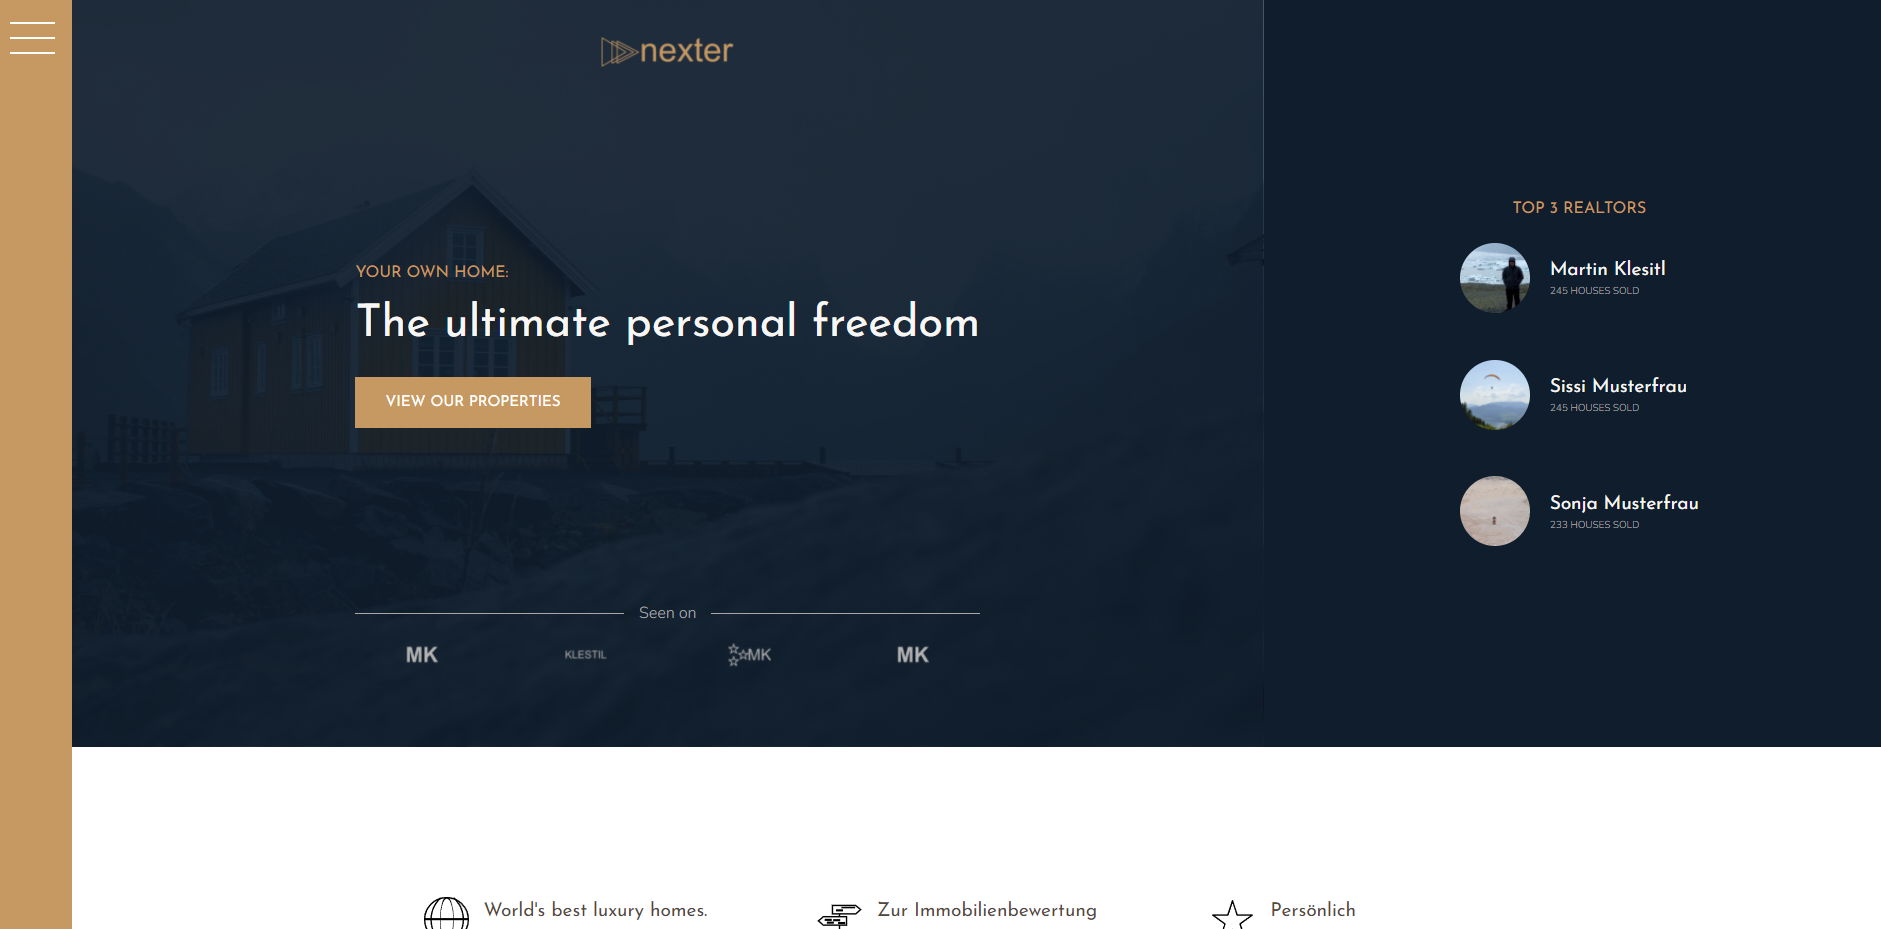 nexter
YOUR OWN HOME:
The ultimate personal freedom
VIEW OUR PROPERTIES
Seen on
MK
KLESTIL
MK
MK
TOP 3 REALTORS
Martin Klesitl
245 HOUSES SOLD
Sissi Musterfrau
245 HOUSES SOLD
Sonja Musterfrau
233 HOUSES SOLD
World's best luxury homes.
Zur Immobilienbewertung
Persönlich